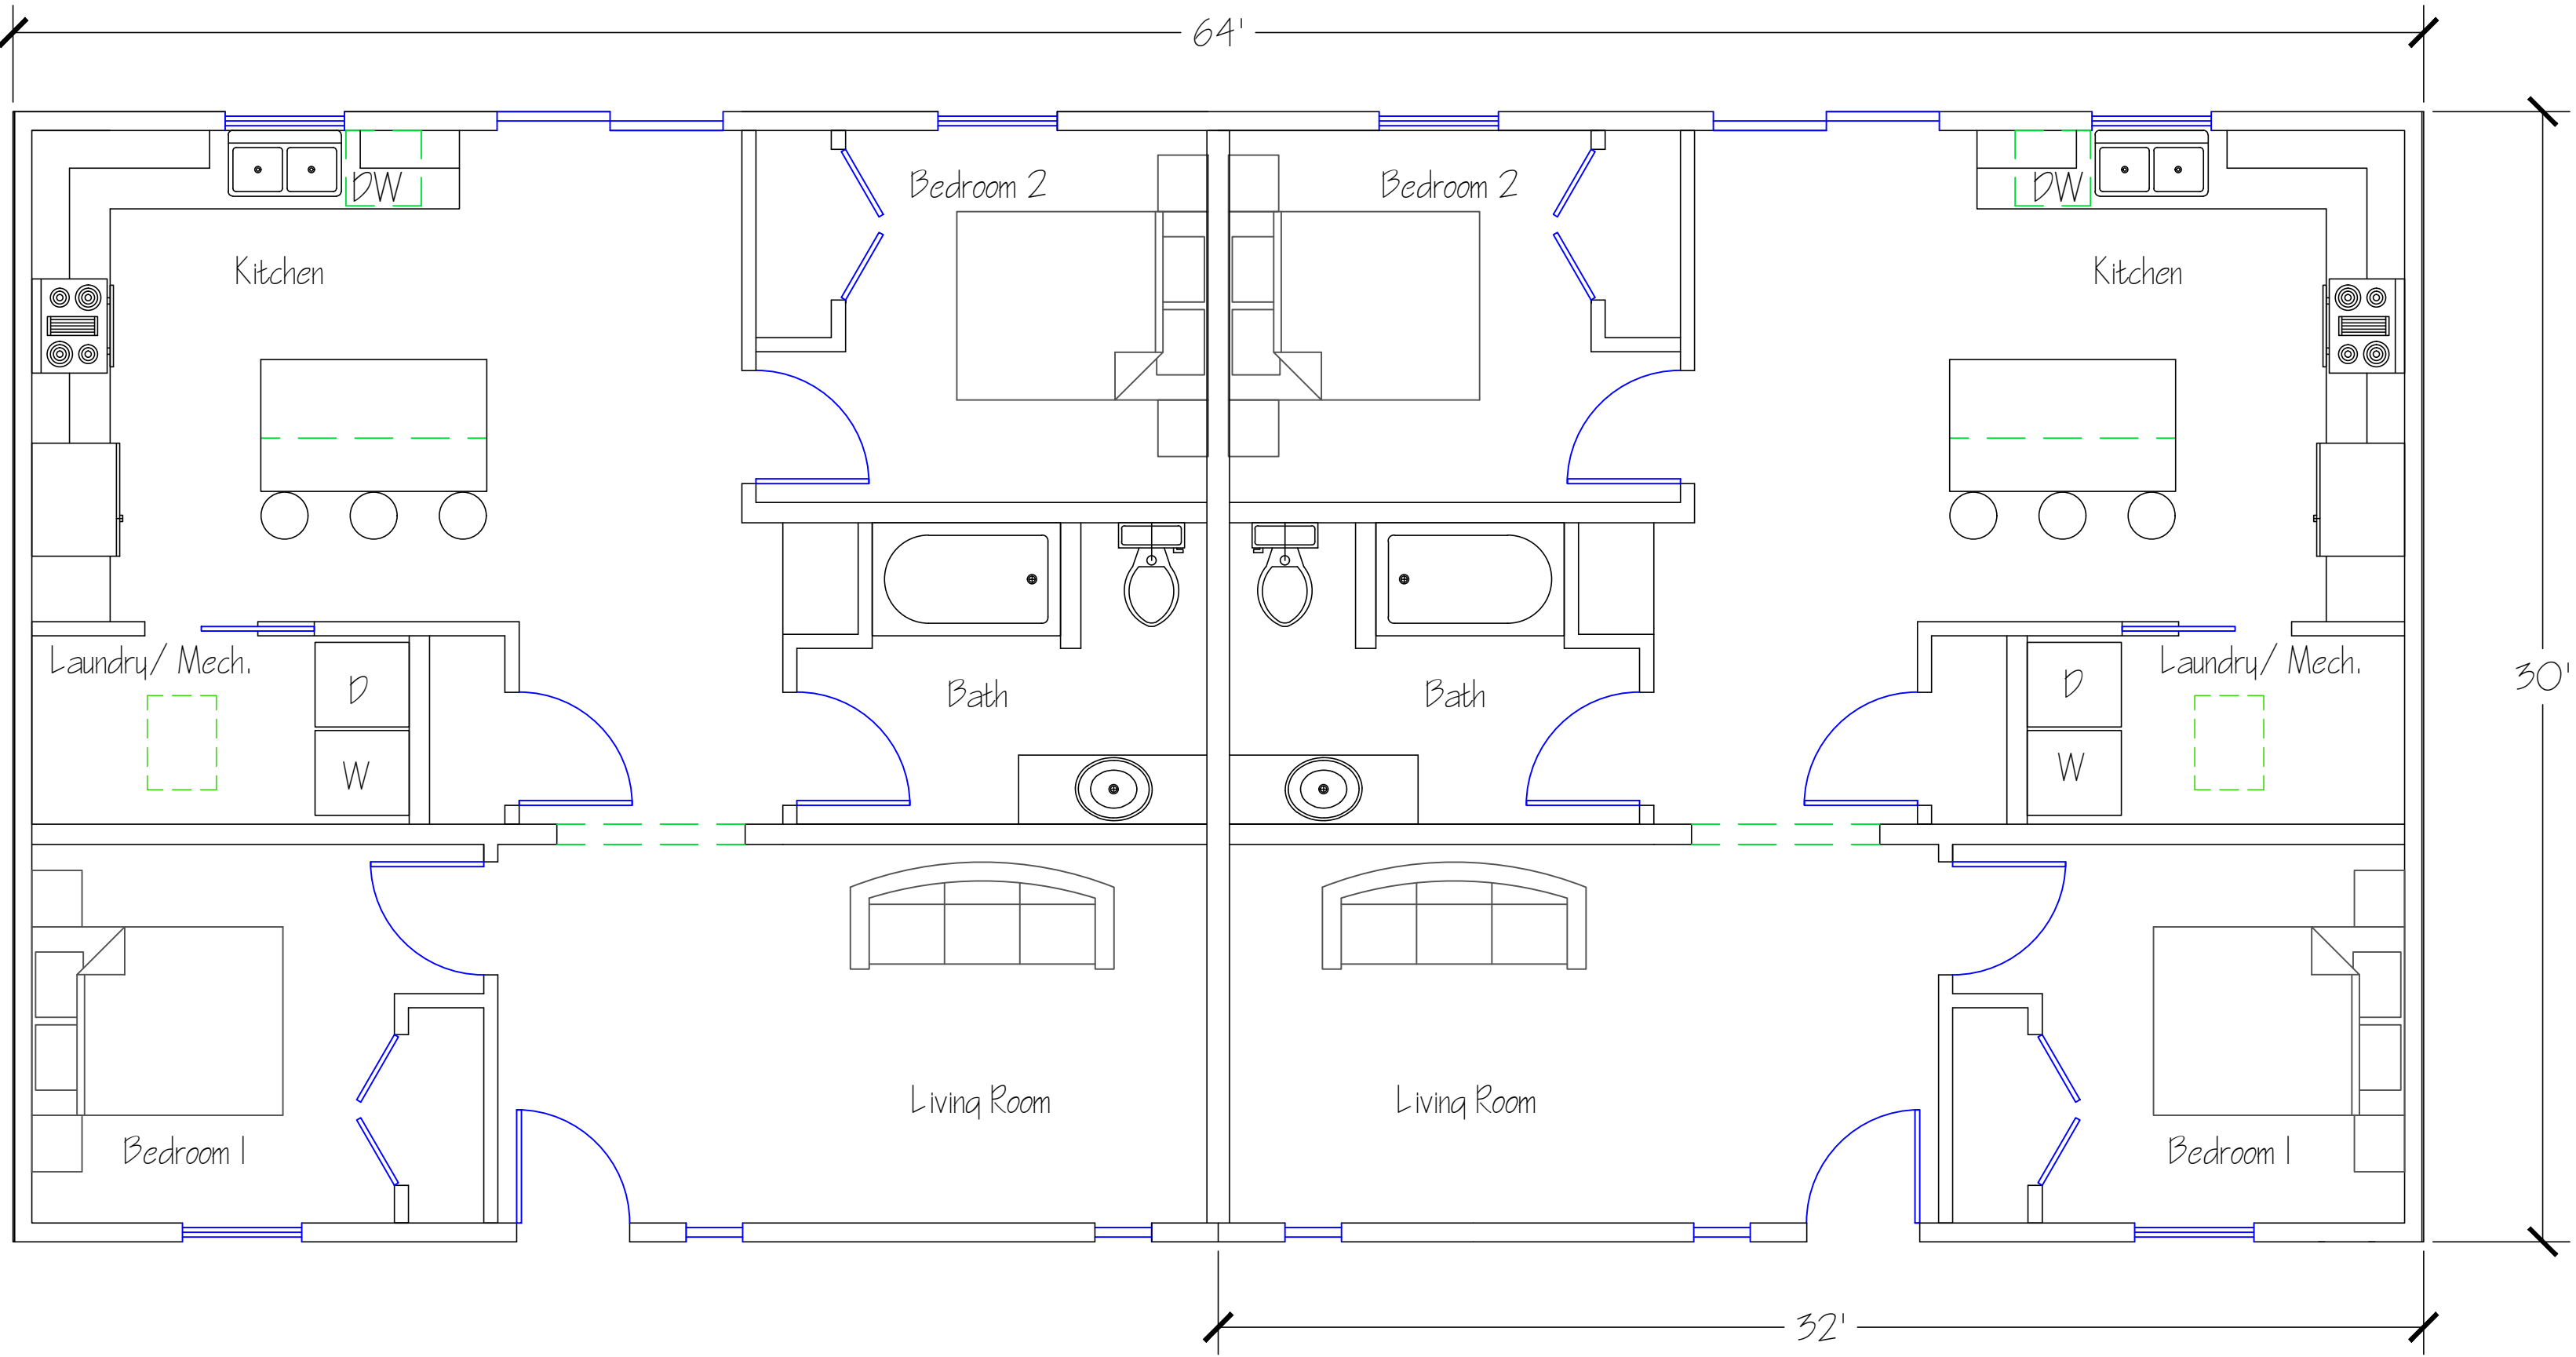 64'
Bedroom 2
Bedroom 2
DW
DW
Kitchen
Kitchen
Laundry/ Mech.
Laundry/ Mech.
30'
D
D
Bath
Bath
W
W
Living Room
Living Room
Bedroom 1
Bedroom 1
32'